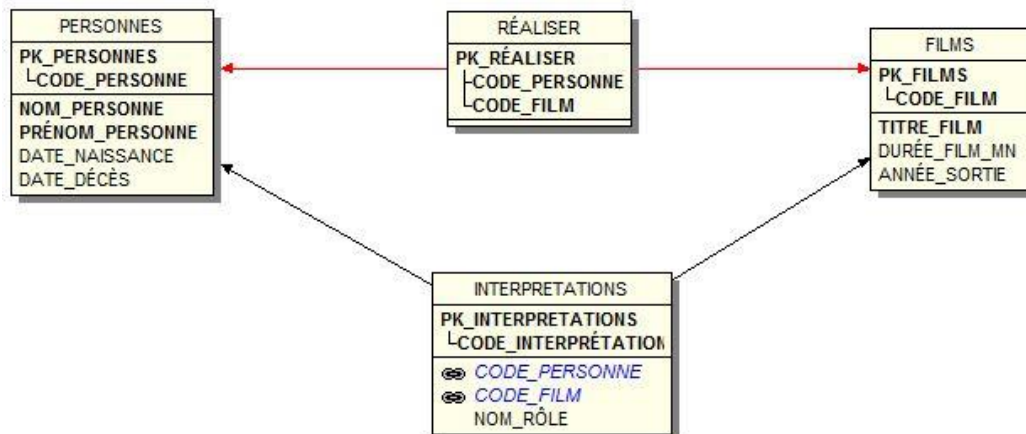 PERSONNES
PK_PERSONNES
CODE_PERSONNE
NOM_PERSONNE
PRÉNOM_PERSONNE
DATE_NAISSANCE
DATE_DÉCÈS
RÉALISER
PK_RÉALISER
CODE_PERSONNE
CODE_FILM
FILMS
PK_FILMS
CODE_FILM
TITRE_FILM
DURÉE_FILM_MN
ANNÉE_SORTIE
INTERPRETATIONS
PK_INTERPRETATIONS
CODE_INTERPRÉTATION
CODE_PERSONNE
CODE_FILM
NOM_RÔLE